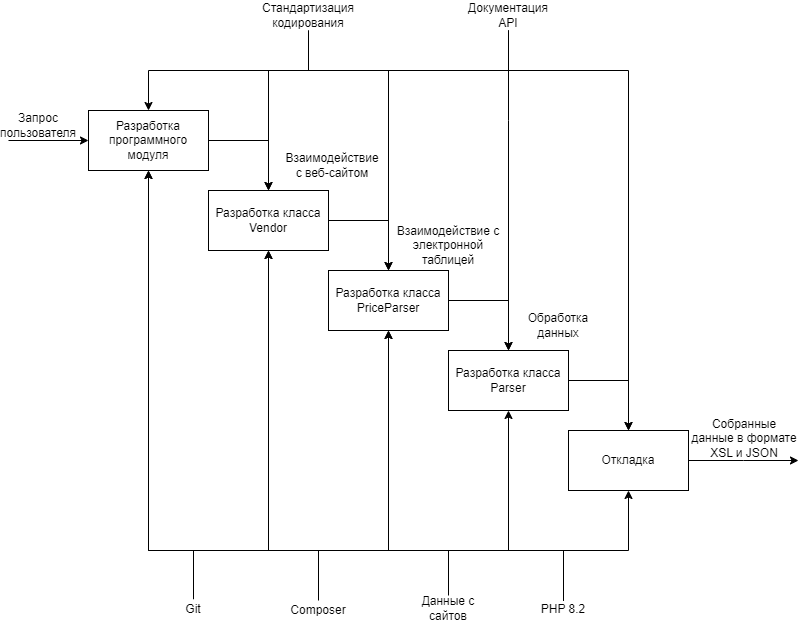 Стандартизация
кодирования
Документация
API
Запрос
пользователя
Разработка
программного
модуля
Взаимодействие
с веб-сайтом
Разработка класса
Vendor
Взаимодействие с
электронной
таблицей
Разработка класса
PriceParser
Обработка
данных
Разработка класса
Parser
Собранные
данные в формате
XSL и JSON
Откладка
Git
Composer
Данные с
сайтов
PHP 8.2